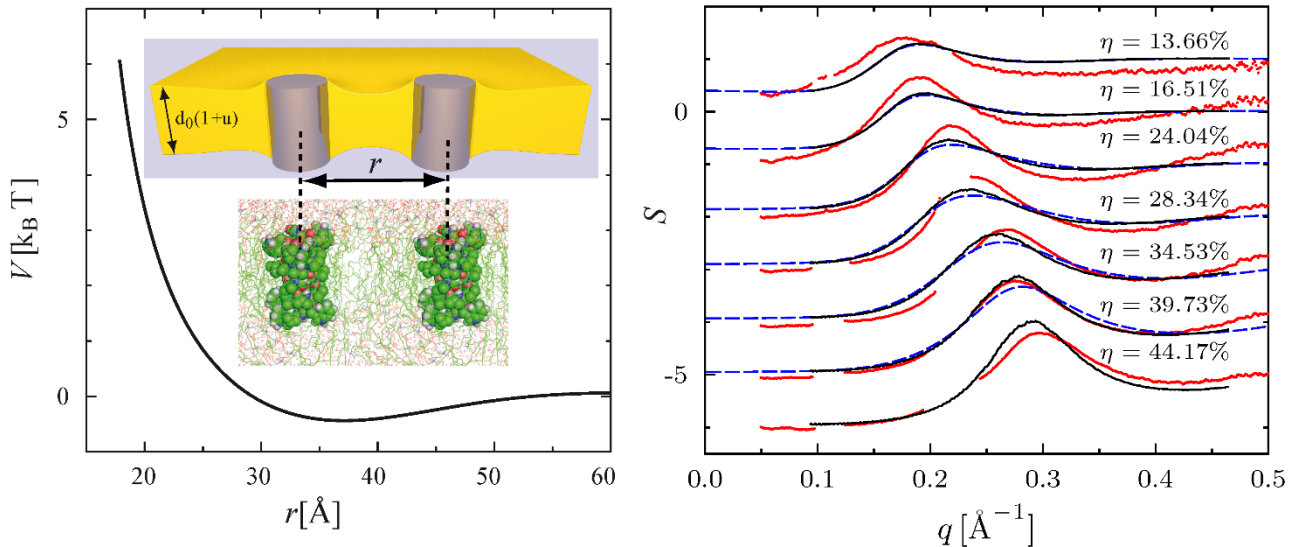 V [k_B T]
5
0
d₀(1+u)
r
20
30
40
50
60
r[Å]
S
0
-5
η = 13.66%
η = 16.51%
η = 24.04%
η = 28.34%
η = 34.53%
η = 39.73%
η = 44.17%
0.0
0.1
0.2
0.3
0.4
0.5
q [Å⁻¹]